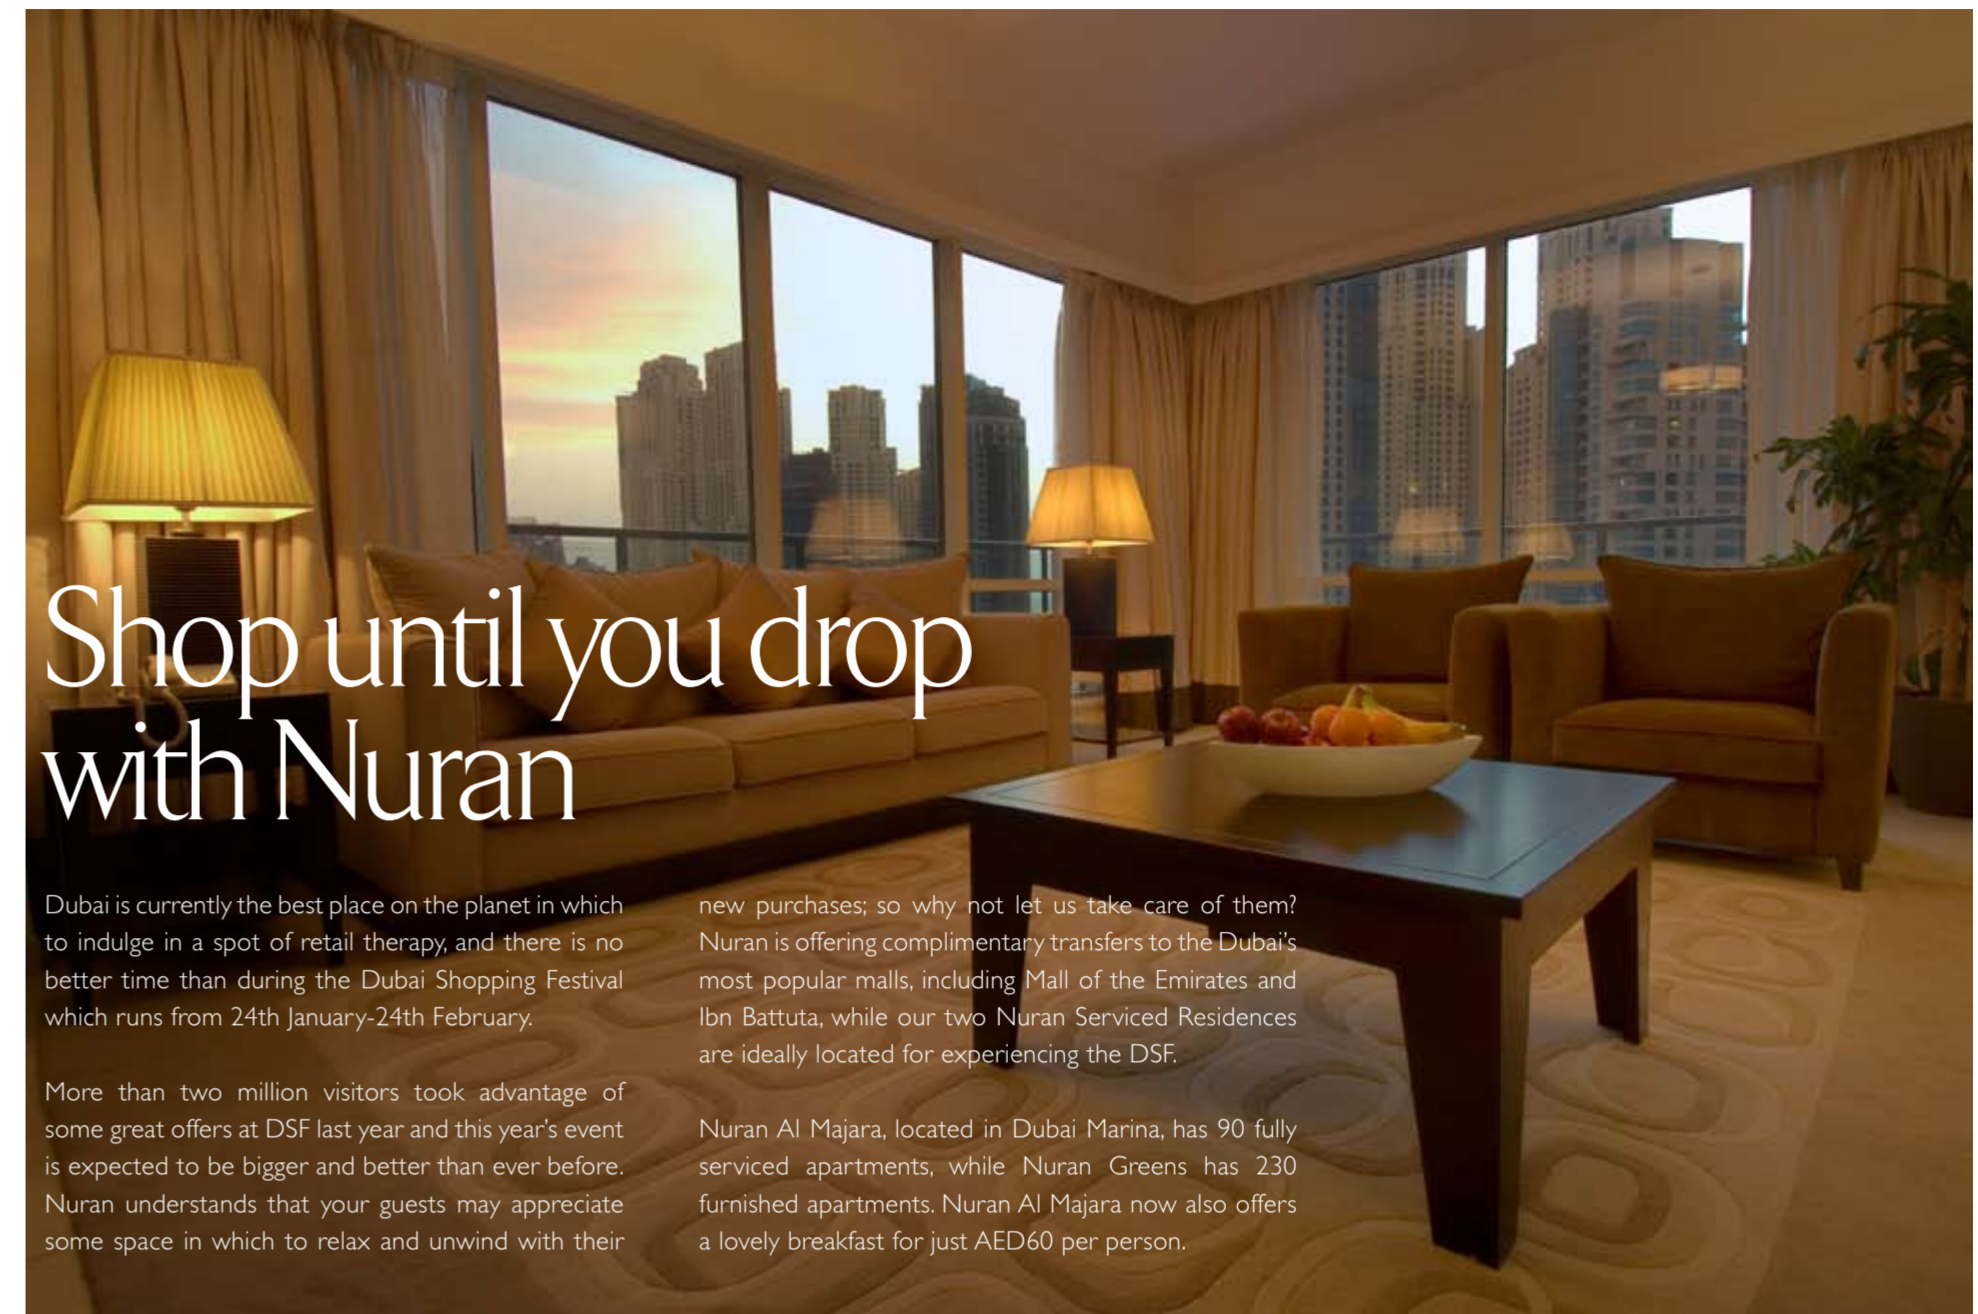 Shop until you drop
with Nuran
Dubai is currently the best place on the planet in which
to indulge in a spot of retail therapy, and there is no
better time than during the Dubai Shopping Festival
which runs from 24th January-24th February.
More than two million visitors took advantage of
some great offers at DSF last year and this year's event
is expected to be bigger and better than ever before.
Nuran understands that your guests may appreciate
some space in which to relax and unwind with their
new purchases; so why not let us take care of them?
Nuran is offering complimentary transfers to the Dubai's
most popular malls, including Mall of the Emirates and
Ibn Battuta, while our two Nuran Serviced Residences
are ideally located for experiencing the DSF.
Nuran Al Majara, located in Dubai Marina, has 90 fully
serviced apartments, while Nuran Greens has 230
furnished apartments. Nuran Al Majara now also offers
a lovely breakfast for just AED60 per person.